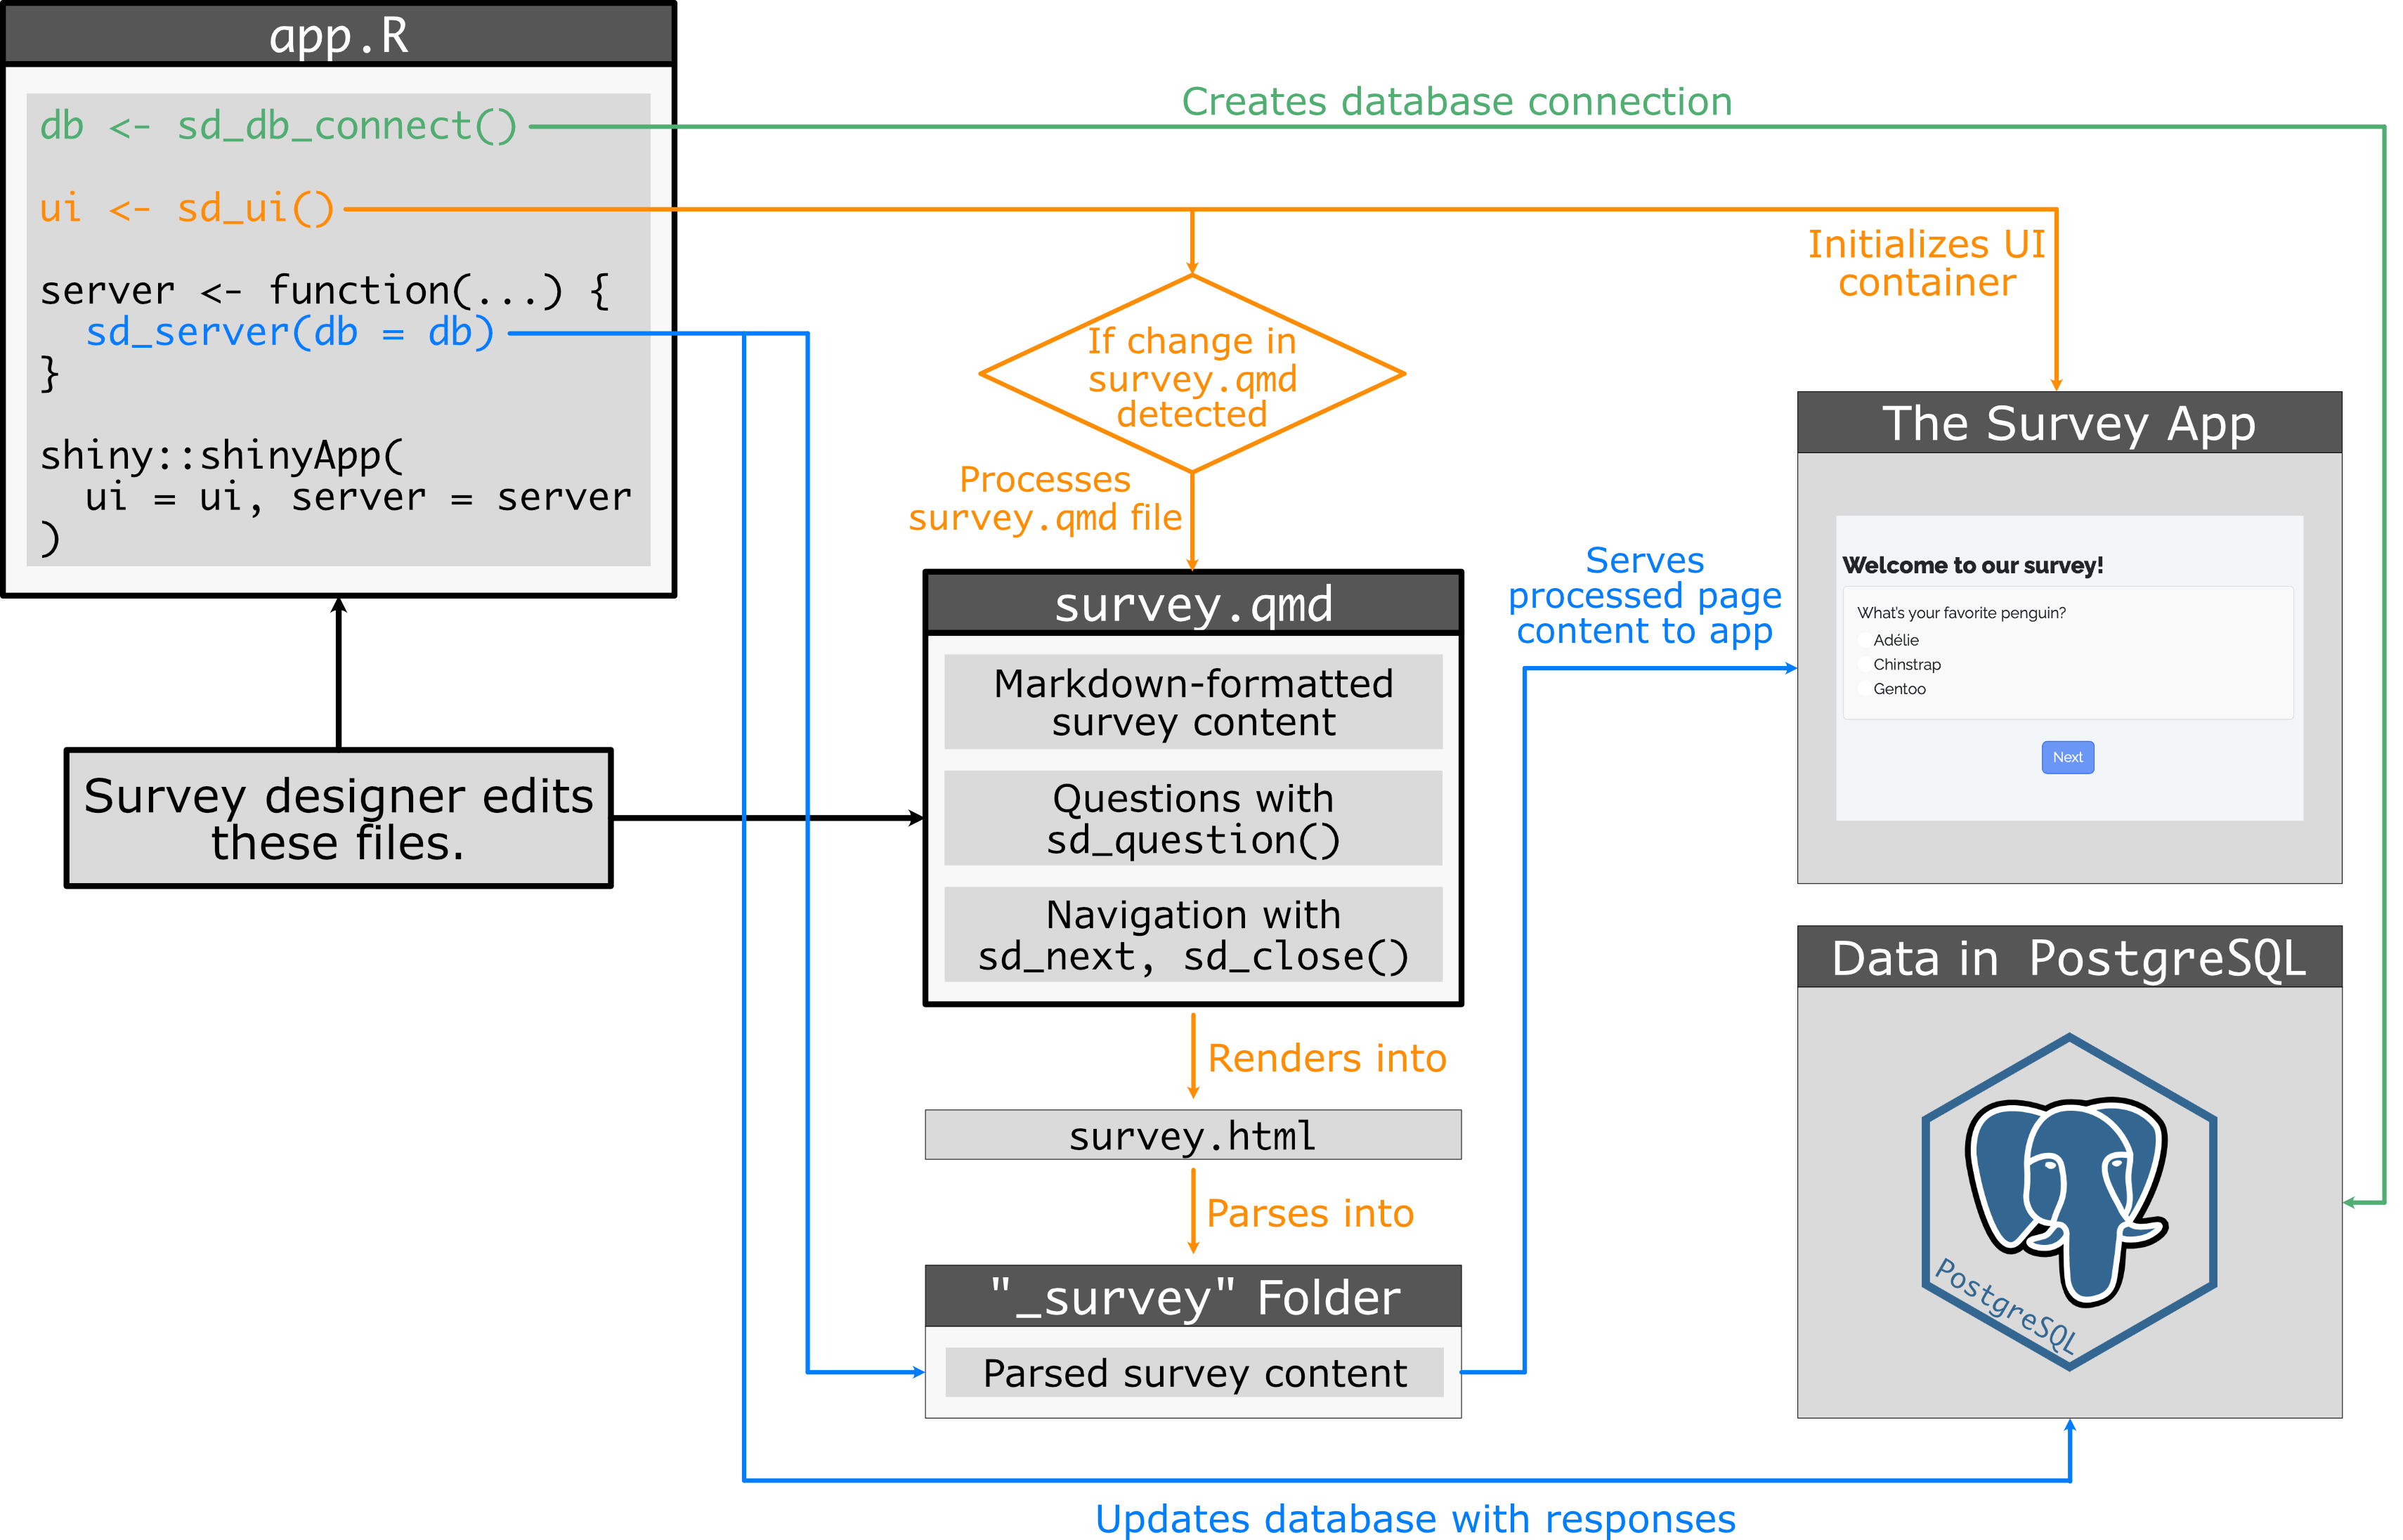 app.R
db <- sd_db_connect()
ui <- sd_ui()
server <- function(...) {
  sd_server(db = db)
}
shiny::shinyApp(
  ui = ui, server = server
)
Survey designer edits
these files.
Creates database connection
Initializes UI
container
If change in
survey.qmd
detected
Processes
survey.qmd file
survey.qmd
Markdown-formatted
survey content
Questions with
sd_question()
Navigation with
sd_next, sd_close()
Renders into
survey.html
Parses into
"_survey" Folder
Parsed survey content
Serves
processed page
content to app
The Survey App
Welcome to our survey!
What's your favorite penguin?
Adélie
Chinstrap
Gentoo
Next
Data in PostgreSQL
PostgreSQL
Updates database with responses